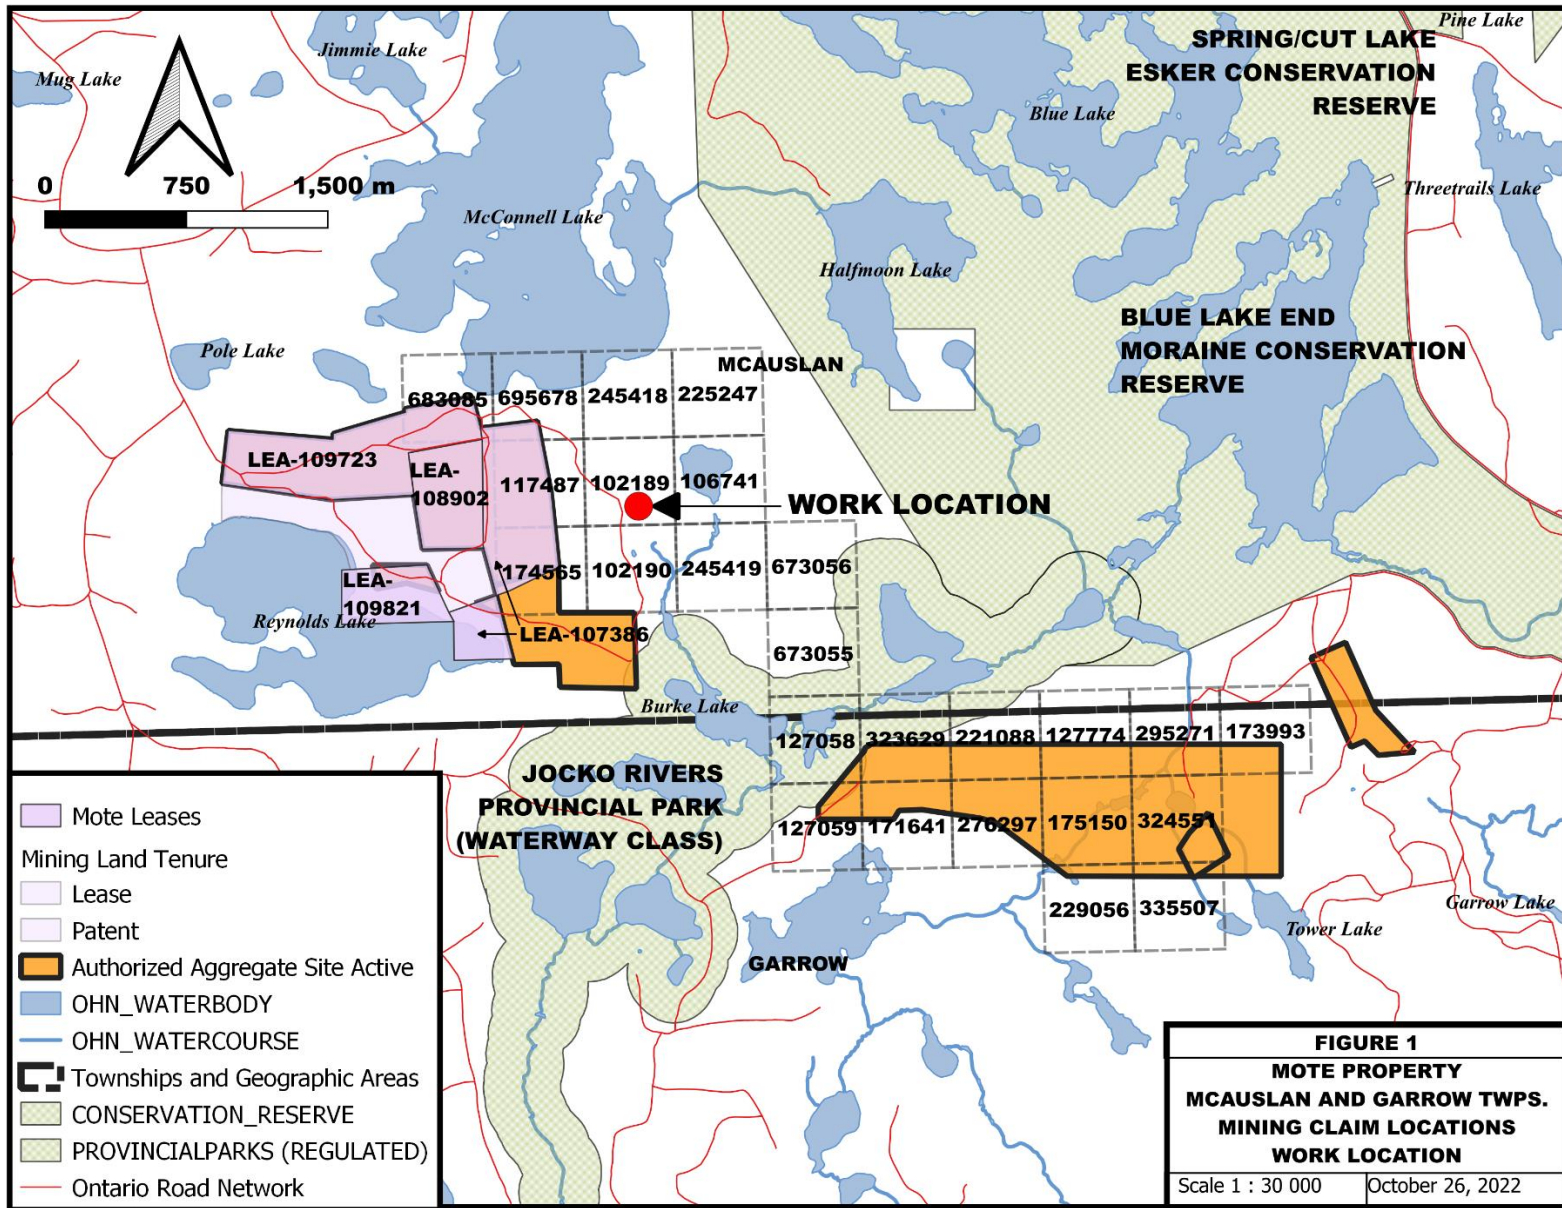 Pine Lake
SPRING/CUT LAKE
ESKER CONSERVATION
RESERVE
Jimmie Lake
Mug Lake
Blue Lake
0 750 1,500 m
Threetrails Lake
McConnell Lake
Halfmoon Lake
BLUE LAKE END
MORAINE CONSERVATION
RESERVE
Pole Lake
MCAUSLAN
683085 695678 245418 225247
LEA-109723
LEA-
108902
117487 102189 106741
WORK LOCATION
174565 102190 245419 673056
LEA-
109821
Reynolds Lake
LEA-107386
673055
Burke Lake
127058 323629 221088 127774 295271 173993
JOCKO RIVERS
PROVINCIAL PARK
(WATERWAY CLASS)
127059 171641 276297 175150 324551
229056 335507
Garrow Lake
Tower Lake
GARROW
Mote Leases
Mining Land Tenure
Lease
Patent
Authorized Aggregate Site Active
OHN_WATERBODY
OHN_WATERCOURSE
Townships and Geographic Areas
CONSERVATION_RESERVE
PROVINCIALPARKS (REGULATED)
Ontario Road Network
FIGURE 1
MOTE PROPERTY
MCAUSLAN AND GARROW TWPS.
MINING CLAIM LOCATIONS
WORK LOCATION
Scale 1 : 30 000 October 26, 2022